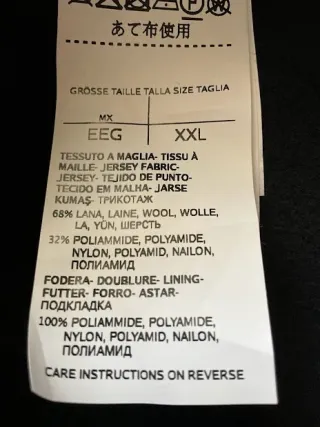 あて布使用
GRÖSSE TAILLE TALLA SIZE TAGLIA
MX
EEG XXL
TESSUTO A MAGLIA- TISSU À
MAILLE- JERSEY FABRIC-
JERSEY- TEJIDO DE PUNTO-
TECIDO EM MALHA- JARSE
KUMAŞ- ТРИКОТАЖ
68% LANA, LAINE, WOOL, WOLLE,
LA, YÜN, ШЕРСТЬ
32% POLIAMMIDE, POLYAMIDE,
NYLON, POLYAMID, NAILON,
ПОЛИАМИД
FODERA- DOUBLURE- LINING-
FUTTER- FORRO- ASTAR-
ПОДКЛАДКА
100% POLIAMMIDE, POLYAMIDE,
NYLON, POLYAMID, NAILON,
ПОЛИАМИД
CARE INSTRUCTIONS ON REVERSE